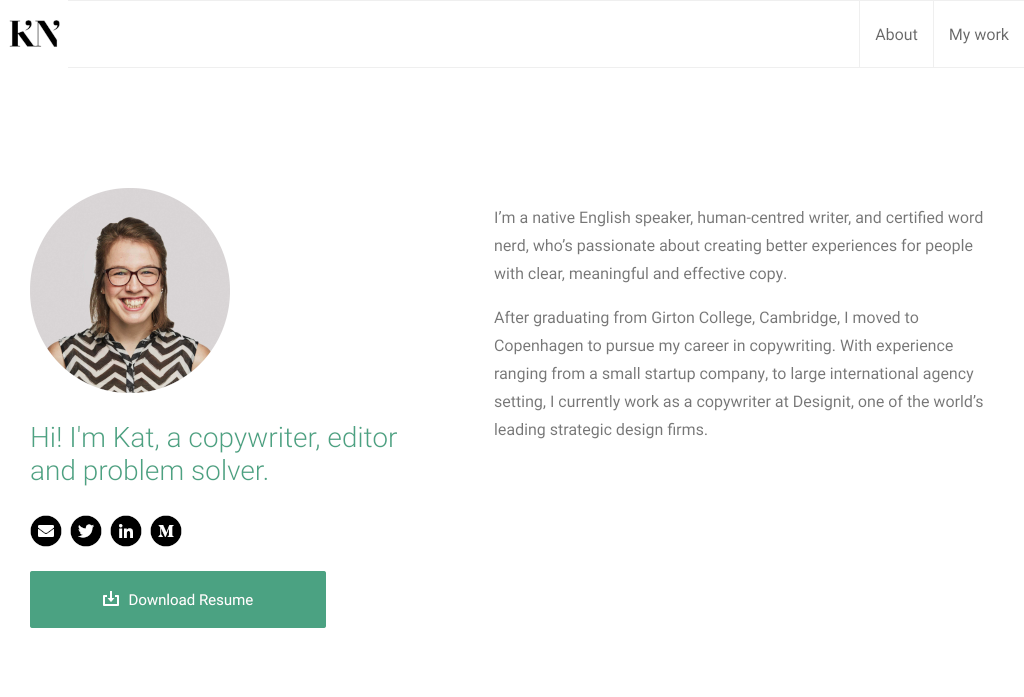 KN
About
My work
I’m a native English speaker, human-centred writer, and certified word
nerd, who’s passionate about creating better experiences for people
with clear, meaningful and effective copy.
After graduating from Girton College, Cambridge, I moved to
Copenhagen to pursue my career in copywriting. With experience
ranging from a small startup company, to large international agency
setting, I currently work as a copywriter at Designit, one of the world’s
leading strategic design firms.
Hi! I'm Kat, a copywriter, editor
and problem solver.
in
M
Download Resume